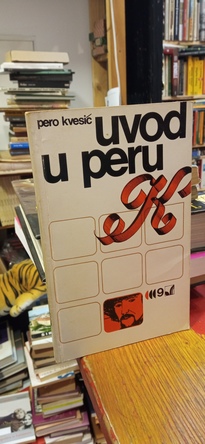 pero kvesić
uvod
u peru
K
9